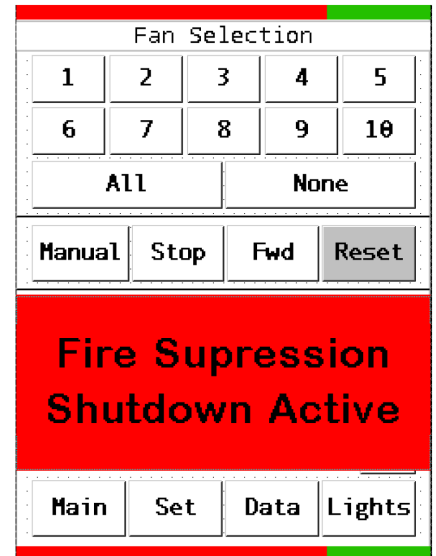 Fan Selection
1 2 3 4 5
6 7 8 9 10
All None
Manual Stop Fwd Reset
Fire Supression
Shutdown Active
Main Set Data Lights